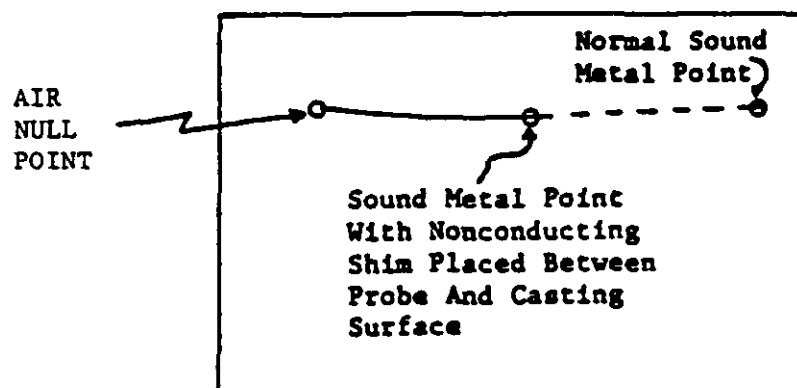 Normal Sound
Metal Point
AIR
NULL
POINT
Sound Metal Point
With Nonconducting
Shim Placed Between
Probe And Casting
Surface